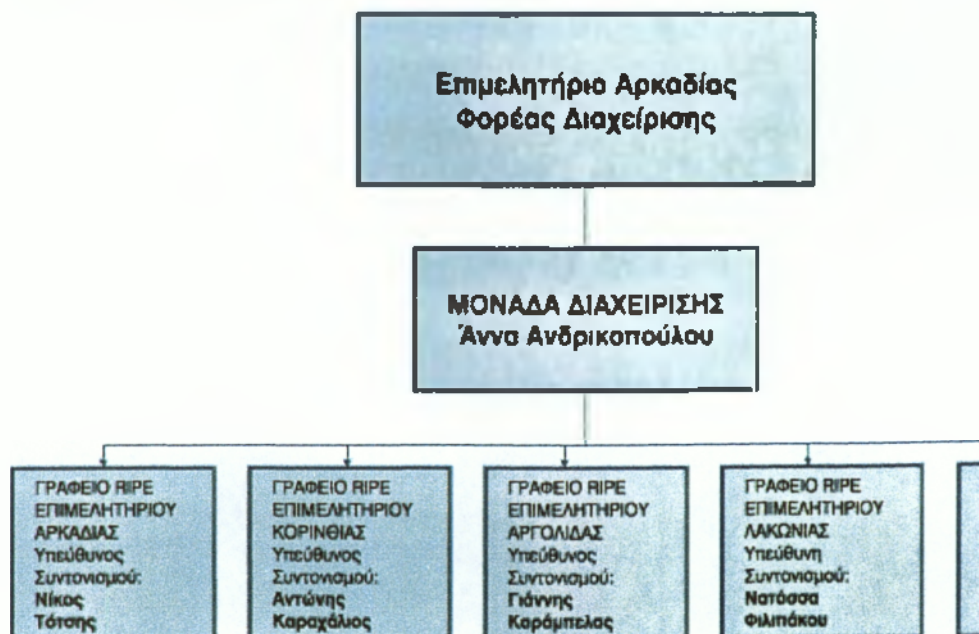 Επιμελητήριο Αρκαδίας
Φορέας Διαχείρισης
ΜΟΝΑΔΑ ΔΙΑΧΕΙΡΙΣΗΣ
Άννα Ανδρικοπούλου
ΓΡΑΦΕΙΟ RIPE
ΕΠΙΜΕΛΗΤΗΡΙΟΥ
ΑΡΚΑΔΙΑΣ
Υπεύθυνος
Συντονισμού:
Νίκος
Τότσης
ΓΡΑΦΕΙΟ RIPE
ΕΠΙΜΕΛΗΤΗΡΙΟΥ
ΚΟΡΙΝΘΙΑΣ
Υπεύθυνος
Συντονισμού:
Αντώνης
Καραχάλιος
ΓΡΑΦΕΙΟ RIPE
ΕΠΙΜΕΛΗΤΗΡΙΟΥ
ΑΡΓΟΛΙΔΑΣ
Υπεύθυνος
Συντονισμού:
Γιάννης
Καράμπελας
ΓΡΑΦΕΙΟ RIPE
ΕΠΙΜΕΛΗΤΗΡΙΟΥ
ΛΑΚΩΝΙΑΣ
Υπεύθυνη
Συντονισμού:
Νατάσσα
Φιλιπάκου